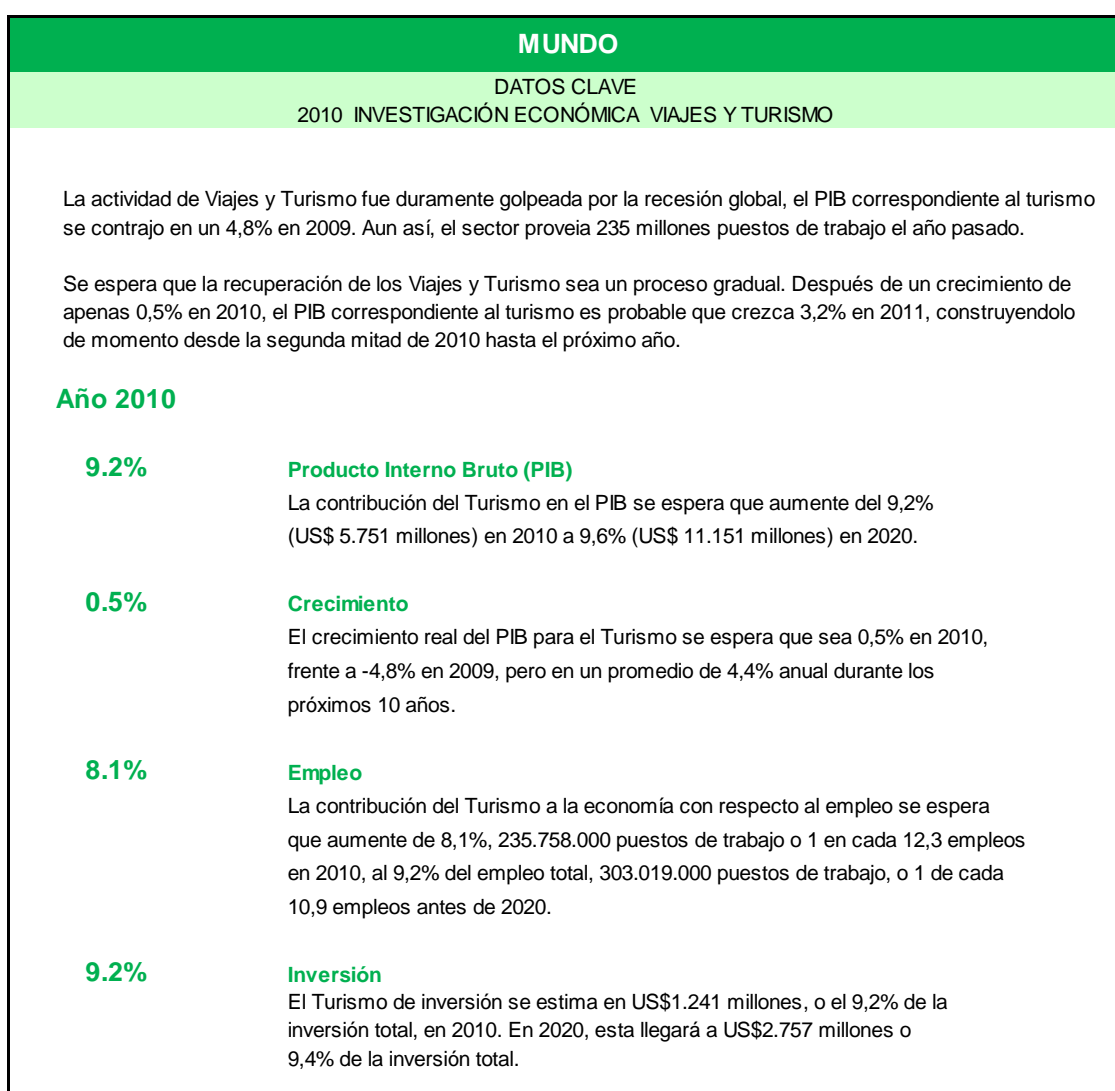 MUNDO
DATOS CLAVE
2010 INVESTIGACIÓN ECONÓMICA VIAJES Y TURISMO
La actividad de Viajes y Turismo fue duramente golpeada por la recesión global, el PIB correspondiente al turismo
se contrajo en un 4,8% en 2009. Aun así, el sector proveia 235 millones puestos de trabajo el año pasado.
Se espera que la recuperación de los Viajes y Turismo sea un proceso gradual. Después de un crecimiento de
apenas 0,5% en 2010, el PIB correspondiente al turismo es probable que crezca 3,2% en 2011, construyendolo
de momento desde la segunda mitad de 2010 hasta el próximo año.
Año 2010
9.2% Producto Interno Bruto (PIB)
La contribución del Turismo en el PIB se espera que aumente del 9,2%
(US$ 5.751 millones) en 2010 a 9,6% (US$ 11.151 millones) en 2020.
0.5% Crecimiento
El crecimiento real del PIB para el Turismo se espera que sea 0,5% en 2010,
frente a -4,8% en 2009, pero en un promedio de 4,4% anual durante los
próximos 10 años.
8.1% Empleo
La contribución del Turismo a la economía con respecto al empleo se espera
que aumente de 8,1%, 235.758.000 puestos de trabajo o 1 en cada 12,3 empleos
en 2010, al 9,2% del empleo total, 303.019.000 puestos de trabajo, o 1 de cada
10,9 empleos antes de 2020.
9.2% Inversión
El Turismo de inversión se estima en US$1.241 millones, o el 9,2% de la
inversión total, en 2010. En 2020, esta llegará a US$2.757 millones o
9,4% de la inversión total.